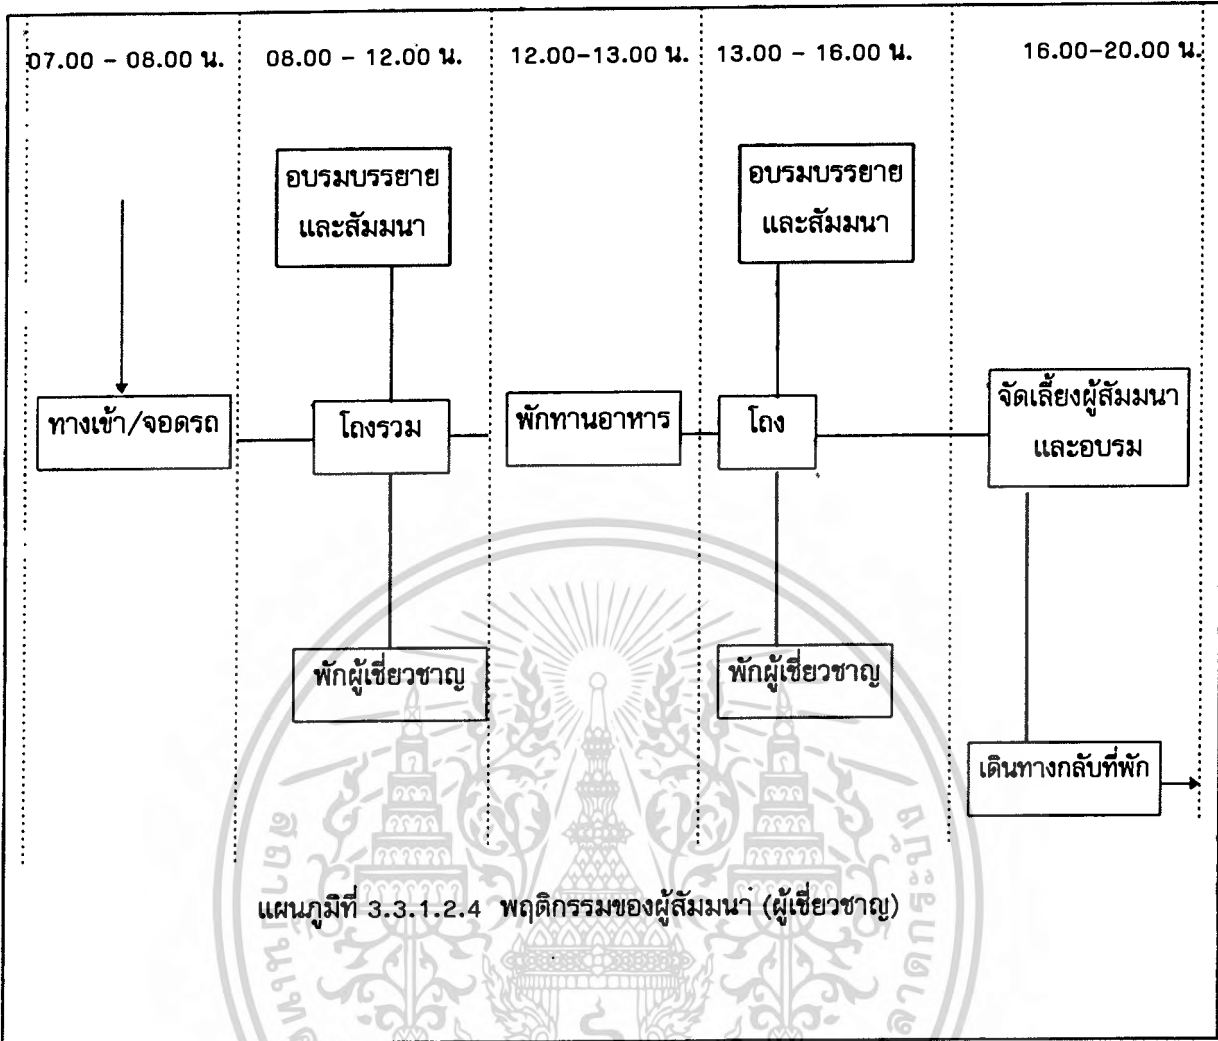 07.00 - 08.00 น.
08.00 - 12.00 น.
12.00-13.00 น.
13.00 - 16.00 น.
16.00-20.00 น.
อบรมบรรยาย
และสัมมนา
อบรมบรรยาย
และสัมมนา
ทางเข้า/จอดรถ
โถงรวม
พักทานอาหาร
โถง
จัดเลี้ยงผู้สัมมนา
และอบรม
พักผู้เชี่ยวชาญ
พักผู้เชี่ยวชาญ
เดินทางกลับที่พัก
แผนภูมิที่ 3.3.1.2.4 พฤติกรรมของผู้สัมมนา (ผู้เชี่ยวชาญ)